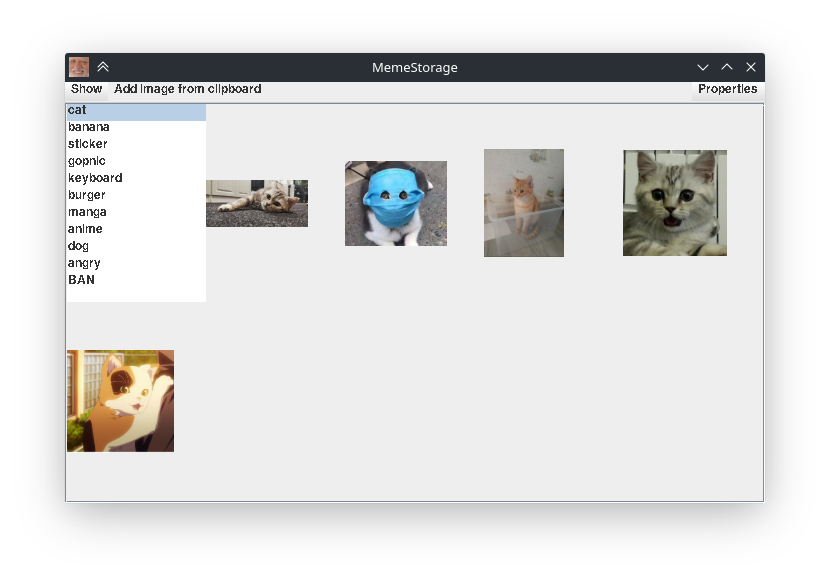 MemeStorage
Show Add image from clipboard Properties
cat
banana
sticker
gopnic
keyboard
burger
manga
anime
dog
angry
BAN